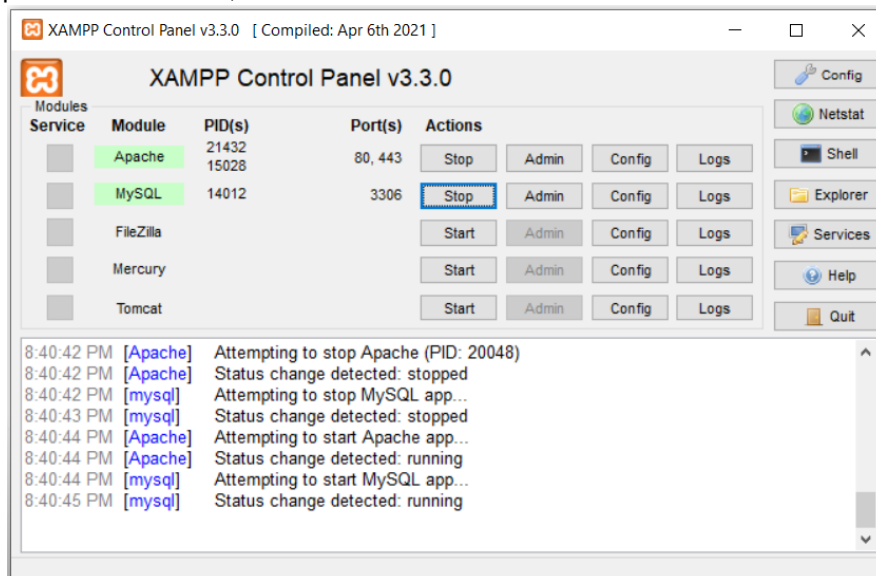 XAMPP Control Panel v3.3.0 [ Compiled: Apr 6th 2021 ]
XAMPP Control Panel v3.3.0
Config
Modules
Netstat
Service Module PID(s) Port(s) Actions
Apache 21432 15028 80, 443 Stop Admin Config Logs
Shell
MySQL 14012 3306 Stop Admin Config Logs
Explorer
FileZilla Start Admin Config Logs
Services
Mercury Start Admin Config Logs
Help
Tomcat Start Admin Config Logs
Quit
8:40:42 PM [Apache] Attempting to stop Apache (PID: 20048)
8:40:42 PM [Apache] Status change detected: stopped
8:40:42 PM [mysql] Attempting to stop MySQL app...
8:40:43 PM [mysql] Status change detected: stopped
8:40:44 PM [Apache] Attempting to start Apache app...
8:40:44 PM [Apache] Status change detected: running
8:40:44 PM [mysql] Attempting to start MySQL app...
8:40:45 PM [mysql] Status change detected: running